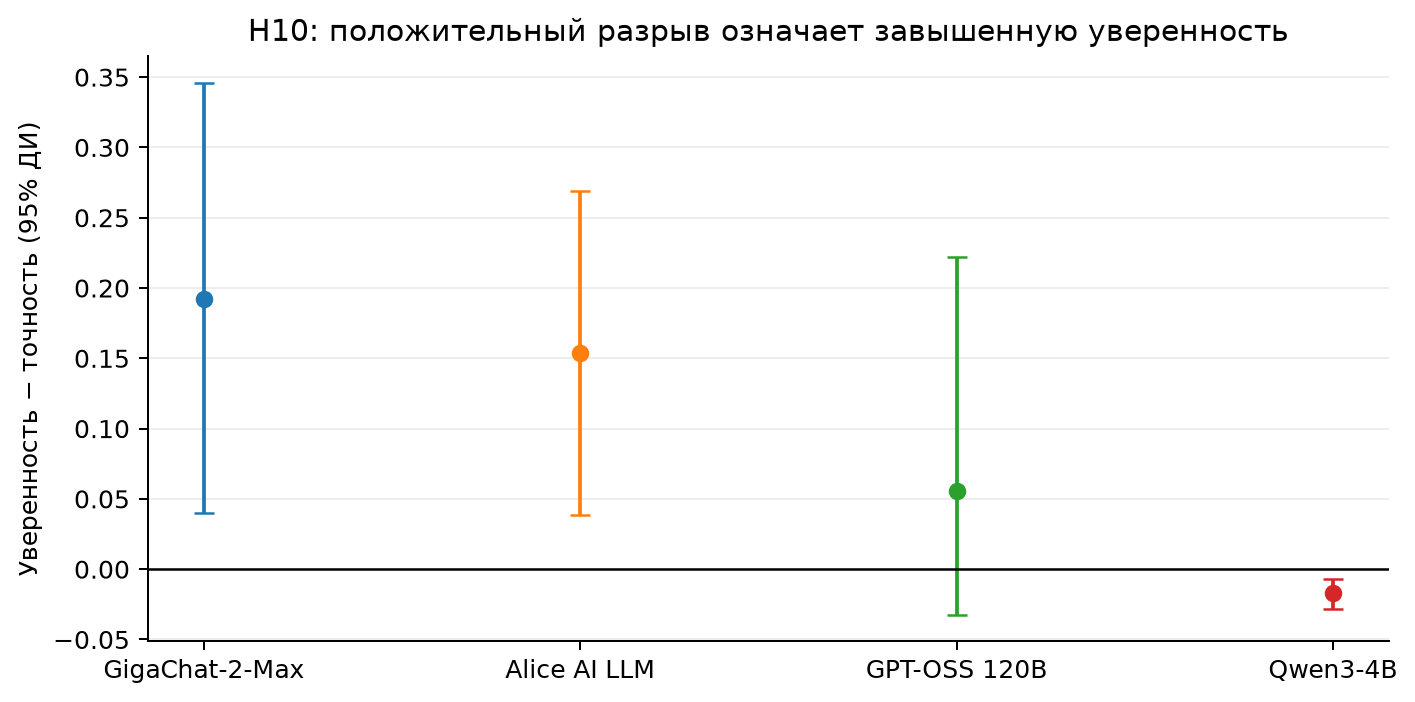 H10: положительный разрыв означает завышенную уверенность
Уверенность − точность (95% ДИ)
0.35
0.30
0.25
0.20
0.15
0.10
0.05
0.00
−0.05
GigaChat-2-Max
Alice AI LLM
GPT-OSS 120B
Qwen3-4B